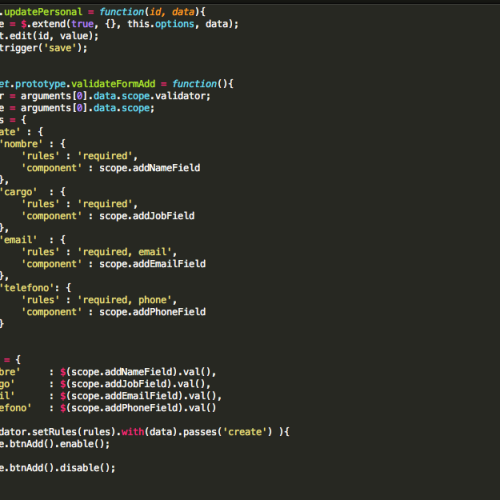 .updatePersonal = function(id, data){
e = $.extend(true, {}, this.options, data);
t.edit(id, value);
trigger('save');
et.prototype.validateFormAdd = function(){
r = arguments[0].data.scope.validator;
e = arguments[0].data.scope;
s = {
ate' : {
'nombre' : {
'rules' : 'required',
'component' : scope.addNameField
},
'cargo' : {
'rules' : 'required',
'component' : scope.addJobField
},
'email' : {
'rules' : 'required, email',
'component' : scope.addEmailField
},
'telefono': {
'rules' : 'required, phone',
'component' : scope.addPhoneField
}
= {
bre' : $(scope.addNameField).val(),
go' : $(scope.addJobField).val(),
il' : $(scope.addEmailField).val(),
efono' : $(scope.addPhoneField).val()
dator.setRules(rules).with(data).passes('create') ){
e.btnAdd().enable();
e.btnAdd().disable();